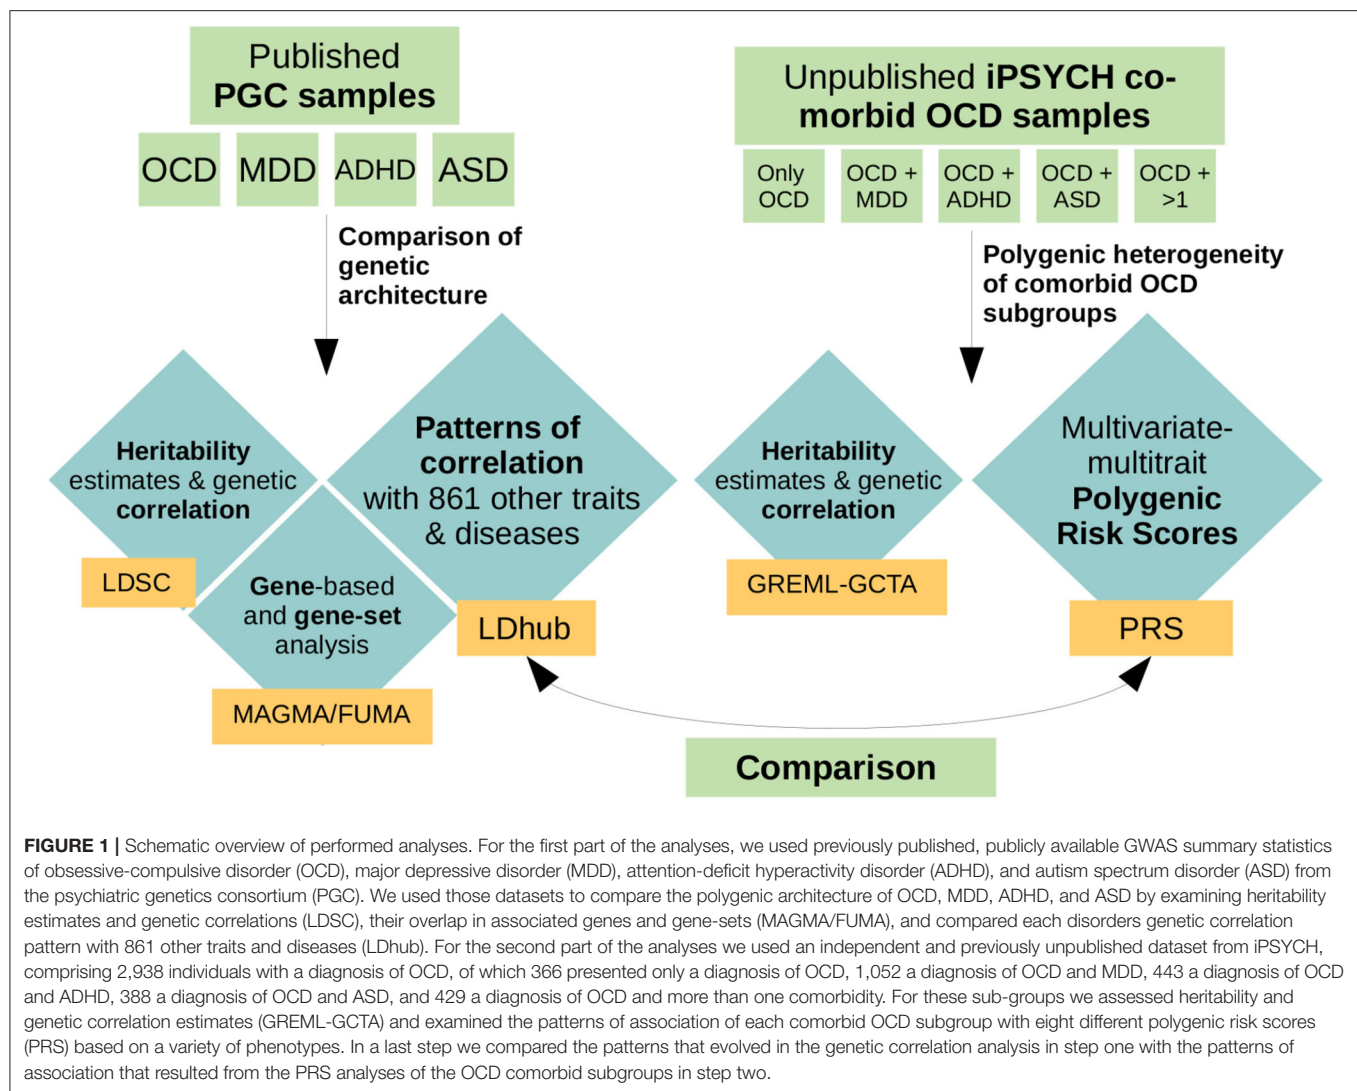 Published
PGC samples
OCD
MDD
ADHD
ASD
Comparison of
genetic
architecture
Heritability
estimates & genetic
correlation
LDSC
Gene-based
and gene-set
analysis
MAGMA/FUMA
Patterns of
correlation
with 861 other traits
& diseases
LDhub
Unpublished iPSYCH co-
morbid OCD samples
Only
OCD
OCD +
MDD
OCD +
ADHD
OCD +
ASD
OCD +
>1
Polygenic heterogeneity
of comorbid OCD
subgroups
Heritability
estimates & genetic
correlation
GREML-GCTA
Multivariate-
multitrait
Polygenic
Risk Scores
PRS
Comparison
FIGURE 1 | Schematic overview of performed analyses. For the first part of the analyses, we used previously published, publicly available GWAS summary statistics
of obsessive-compulsive disorder (OCD), major depressive disorder (MDD), attention-deficit hyperactivity disorder (ADHD), and autism spectrum disorder (ASD) from
the psychiatric genetics consortium (PGC). We used those datasets to compare the polygenic architecture of OCD, MDD, ADHD, and ASD by examining heritability
estimates and genetic correlations (LDSC), their overlap in associated genes and gene-sets (MAGMA/FUMA), and compared each disorders genetic correlation
pattern with 861 other traits and diseases (LDhub). For the second part of the analyses we used an independent and previously unpublished dataset from iPSYCH,
comprising 2,938 individuals with a diagnosis of OCD, of which 366 presented only a diagnosis of OCD, 1,052 a diagnosis of OCD and MDD, 443 a diagnosis of OCD
and ADHD, 388 a diagnosis of OCD and ASD, and 429 a diagnosis of OCD and more than one comorbidity. For these sub-groups we assessed heritability and
genetic correlation estimates (GREML-GCTA) and examined the patterns of association of each comorbid OCD subgroup with eight different polygenic risk scores
(PRS) based on a variety of phenotypes. In a last step we compared the patterns that evolved in the genetic correlation analysis in step one with the patterns of
association that resulted from the PRS analyses of the OCD comorbid subgroups in step two.